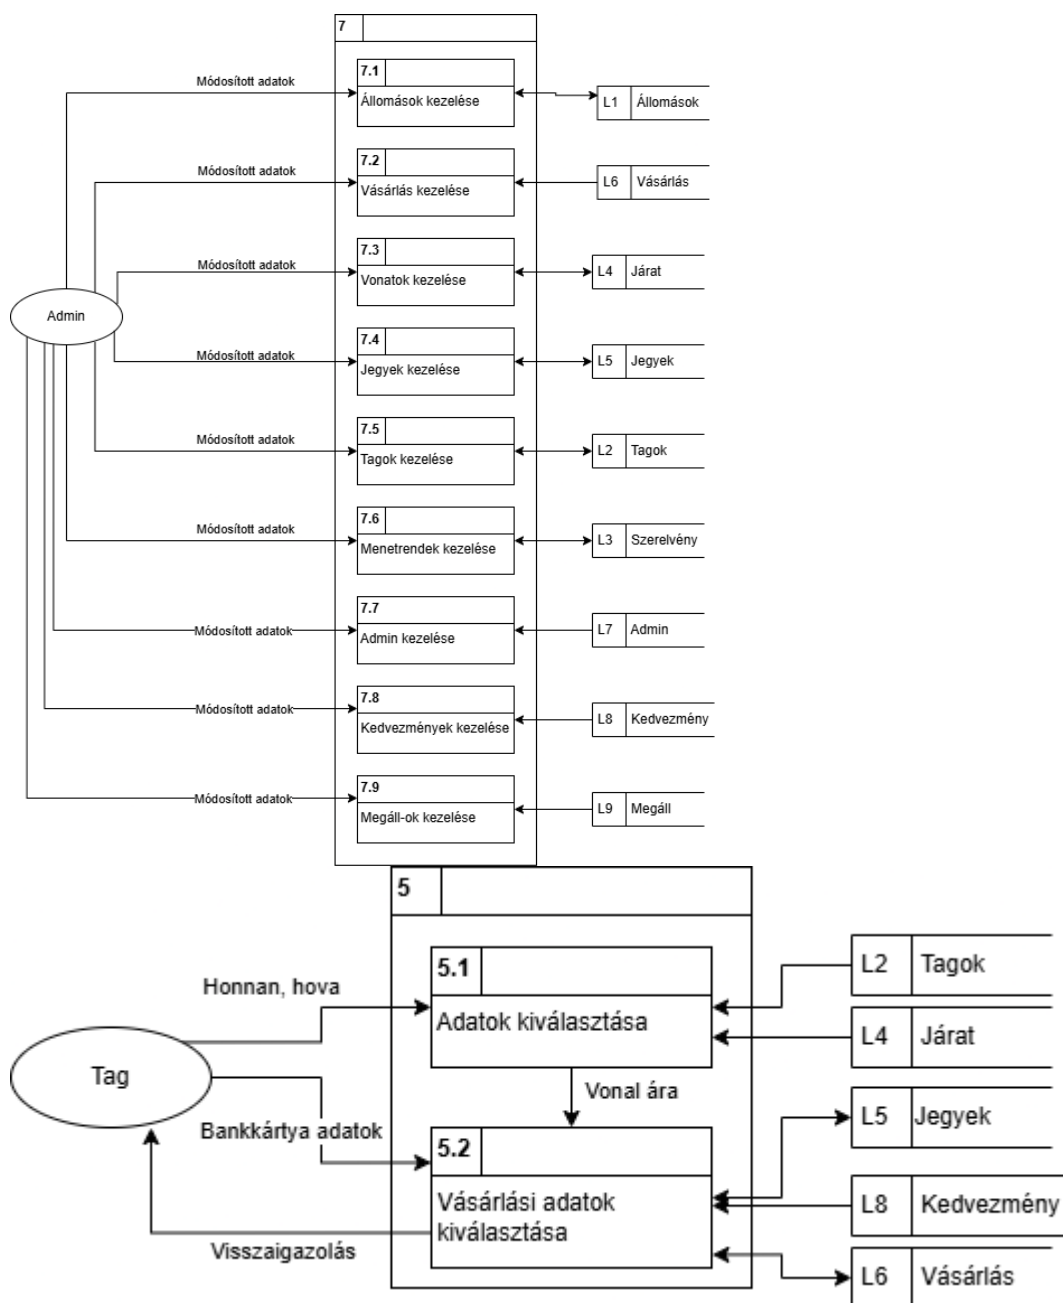 7
7.1
Módosított adatok
Állomások kezelése
L1 Állomások
7.2
Módosított adatok
Vásárlás kezelése
L6 Vásárlás
7.3
Módosított adatok
Vonatok kezelése
L4 Járat
Admin
7.4
Módosított adatok
Jegyek kezelése
L5 Jegyek
7.5
Módosított adatok
Tagok kezelése
L2 Tagok
7.6
Módosított adatok
Menetrendek kezelése
L3 Szerelvény
7.7
Módosított adatok
Admin kezelése
L7 Admin
7.8
Módosított adatok
Kedvezmények kezelése
L8 Kedvezmény
7.9
Módosított adatok
Megáll-ok kezelése
L9 Megáll
5
5.1
Honnan, hova
Adatok kiválasztása
L2 Tagok
L4 Járat
Tag
Vonal ára
Bankkártya adatok
5.2
Vásárlási adatok
kiválasztása
Visszaigazolás
L5 Jegyek
L8 Kedvezmény
L6 Vásárlás